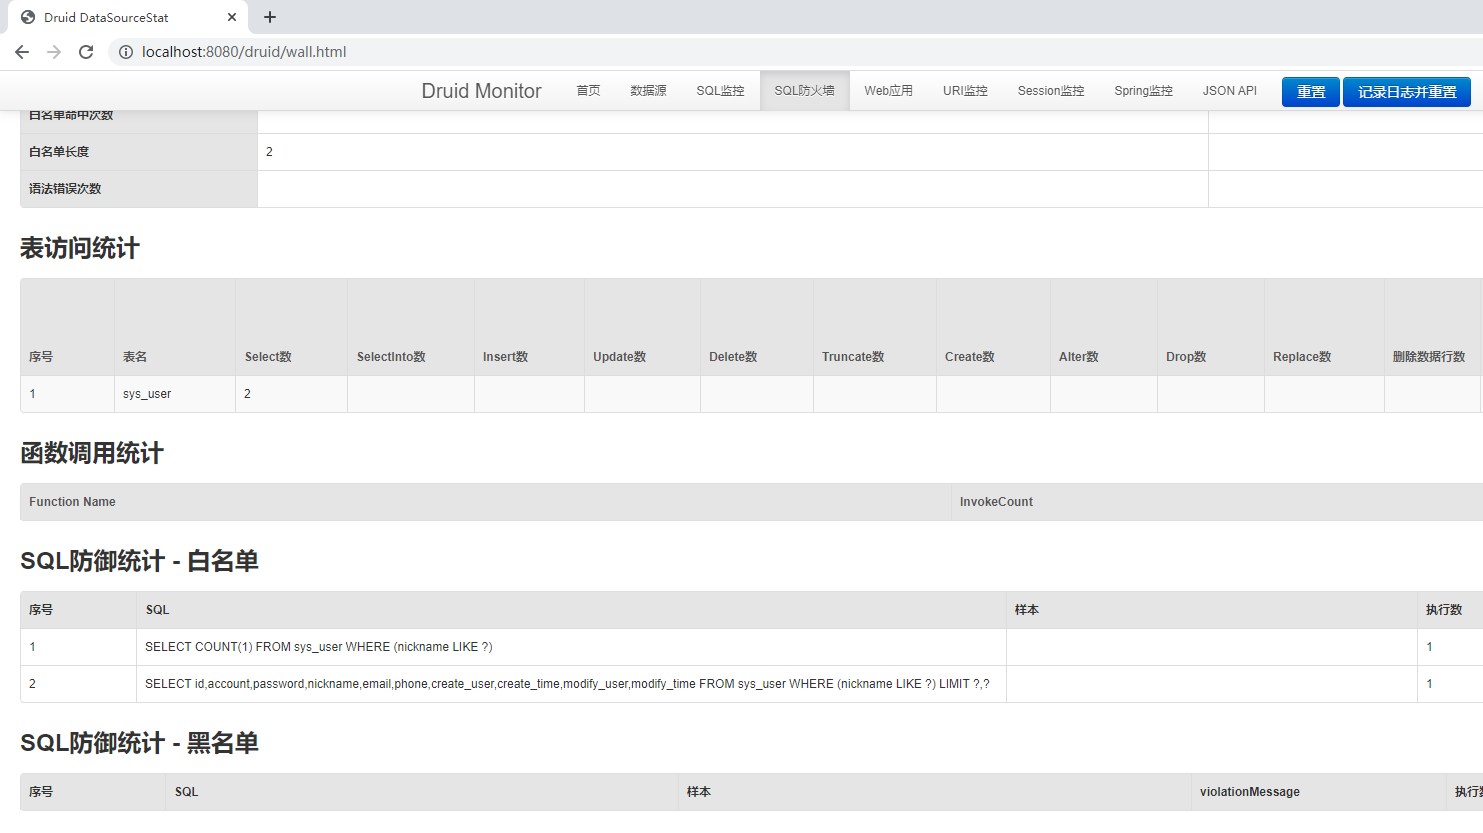 Druid DataSourceStat
localhost:8080/druid/wall.html
Druid Monitor 首页 数据源 SQL监控 SQL防火墙 Web应用 URI监控 Session监控 Spring监控 JSON API 重置 记录日志并重置
白名单命中次数
白名单长度 2
语法错误次数
表访问统计
序号 表名 Select数 SelectInto数 Insert数 Update数 Delete数 Truncate数 Create数 Alter数 Drop数 Replace数 删除数据行数
1 sys_user 2
函数调用统计
Function Name InvokeCount
SQL防御统计 - 白名单
序号 SQL 样本 执行数
1 SELECT COUNT(1) FROM sys_user WHERE (nickname LIKE ?) 1
2 SELECT id,account,password,nickname,email,phone,create_user,create_time,modify_user,modify_time FROM sys_user WHERE (nickname LIKE ?) LIMIT ?,? 1
SQL防御统计 - 黑名单
序号 SQL 样本 violationMessage 执行数